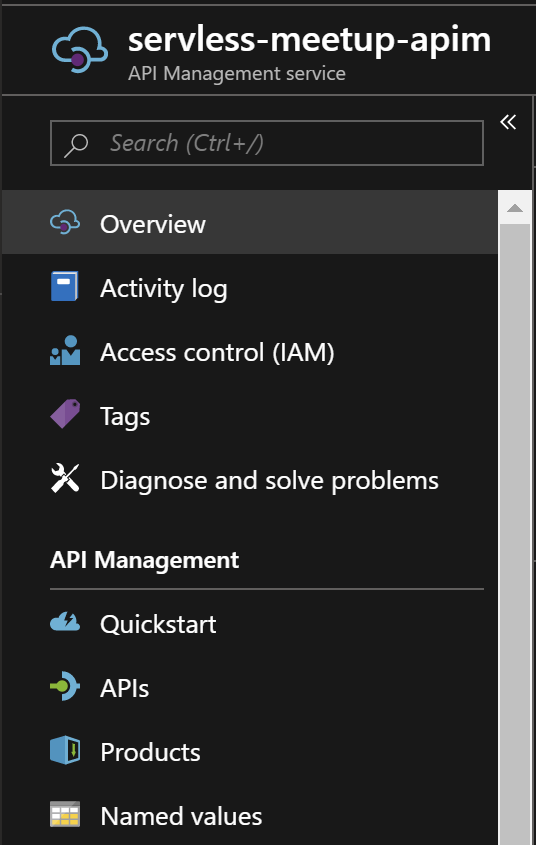 servless-meetup-apim
API Management service
Search (Ctrl+/)
Overview
Activity log
Access control (IAM)
Tags
Diagnose and solve problems
API Management
Quickstart
APIs
Products
Named values